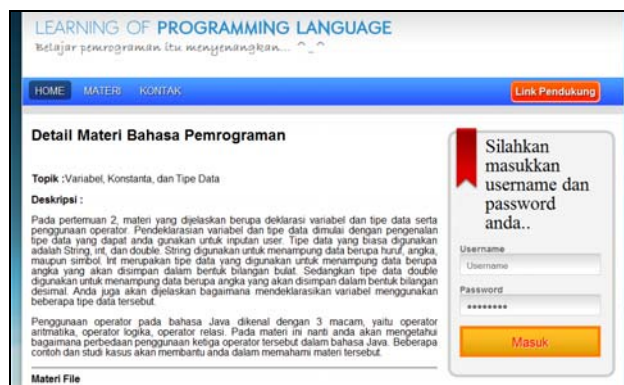 LEARNING OF PROGRAMMING LANGUAGE
Belajar pemrograman itu menyenangkan... ^_^
HOME MATERI KONTAK
Link Pendukung
Detail Materi Bahasa Pemrograman
Topik :Variabel, Konstanta, dan Tipe Data
Deskripsi :
Pada pertemuan 2, materi yang dijelaskan berupa deklarasi variabel dan tipe data serta
penggunaan operator. Pendeklarasian variabel dan tipe data dimulai dengan pengenalan
tipe data yang dapat anda gunakan untuk inputan user. Tipe data yang biasa digunakan
adalah String, int, dan double. String digunakan untuk menampung data berupa huruf, angka,
maupun simbol. Int merupakan tipe data yang digunakan untuk menampung data berupa
angka yang akan disimpan dalam bentuk bilangan bulat. Sedangkan tipe data double
digunakan untuk menampung data berupa angka yang akan disimpan dalam bentuk bilangan
desimal. Anda juga akan dijelaskan bagaimana mendeklarasikan variabel menggunakan
beberapa tipe data tersebut.
Penggunaan operator pada bahasa Java dikenal dengan 3 macam, yaitu operator
aritmatika, operator logika, operator relasi. Pada materi ini nanti anda akan mengetahui
bagaimana perbedaan penggunaan ketiga operator tersebut dalam bahasa Java. Beberapa
contoh dan studi kasus akan membantu anda dalam memahami materi tersebut.
Materi File
Silahkan
masukkan
username dan
password
anda..
Username
Username
Password
••••••••
Masuk